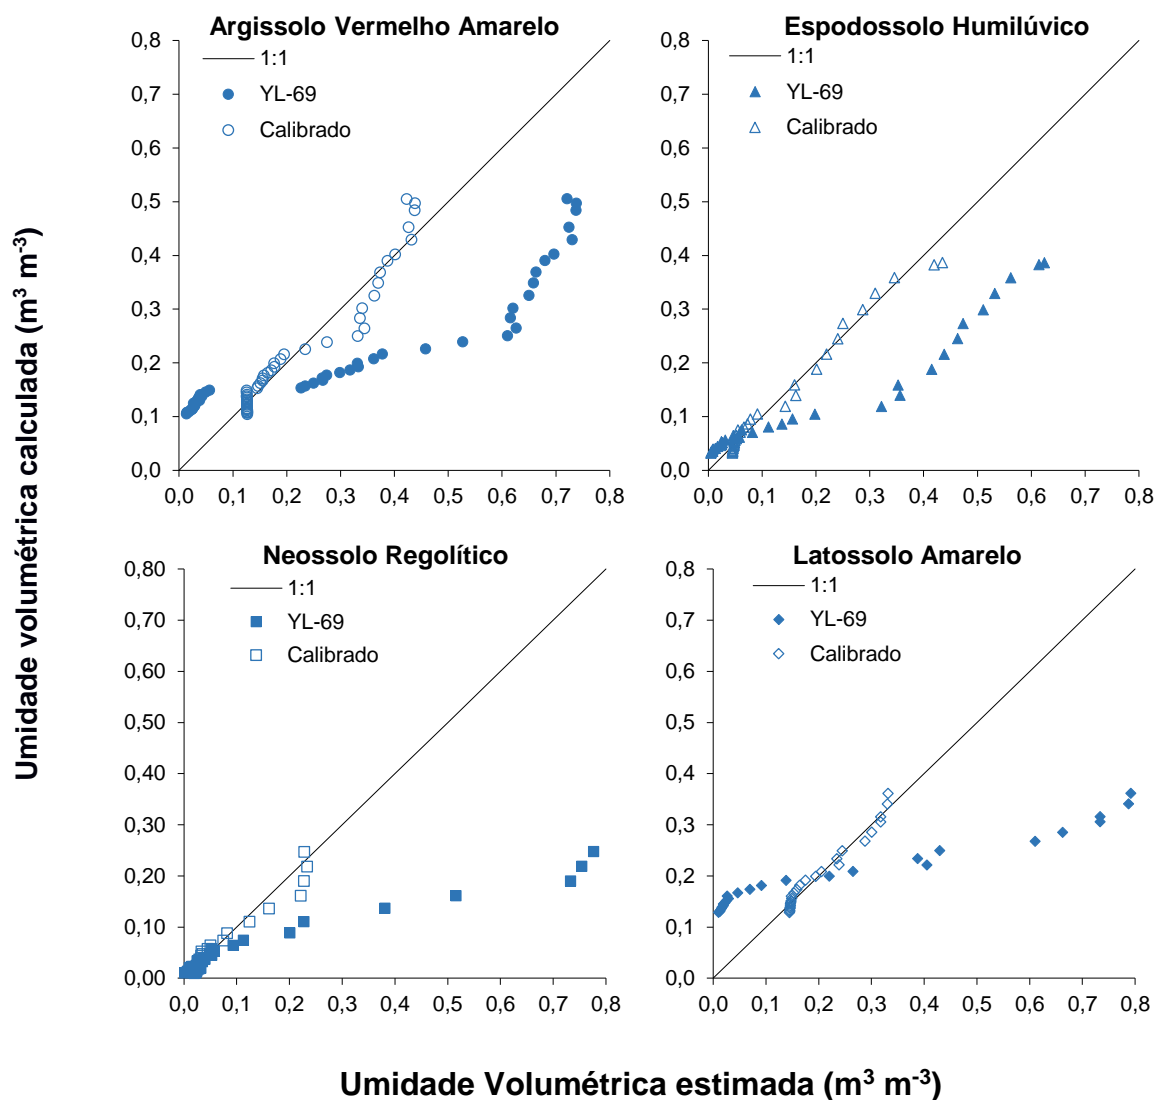 Umidade volumétrica calculada (m³ m⁻³)
Argissolo Vermelho Amarelo
1:1
YL-69
Calibrado
0,8
0,7
0,6
0,5
0,4
0,3
0,2
0,1
0,0
0,0 0,1 0,2 0,3 0,4 0,5 0,6 0,7 0,8
Espodossolo Humilúvico
1:1
YL-69
Calibrado
0,8
0,7
0,6
0,5
0,4
0,3
0,2
0,1
0,0
0,0 0,1 0,2 0,3 0,4 0,5 0,6 0,7 0,8
Neossolo Regolítico
1:1
YL-69
Calibrado
0,80
0,70
0,60
0,50
0,40
0,30
0,20
0,10
0,00
0,0 0,1 0,2 0,3 0,4 0,5 0,6 0,7 0,8
Latossolo Amarelo
1:1
YL-69
Calibrado
0,8
0,7
0,6
0,5
0,4
0,3
0,2
0,1
0,0
0,0 0,1 0,2 0,3 0,4 0,5 0,6 0,7 0,8
Umidade Volumétrica estimada (m³ m⁻³)